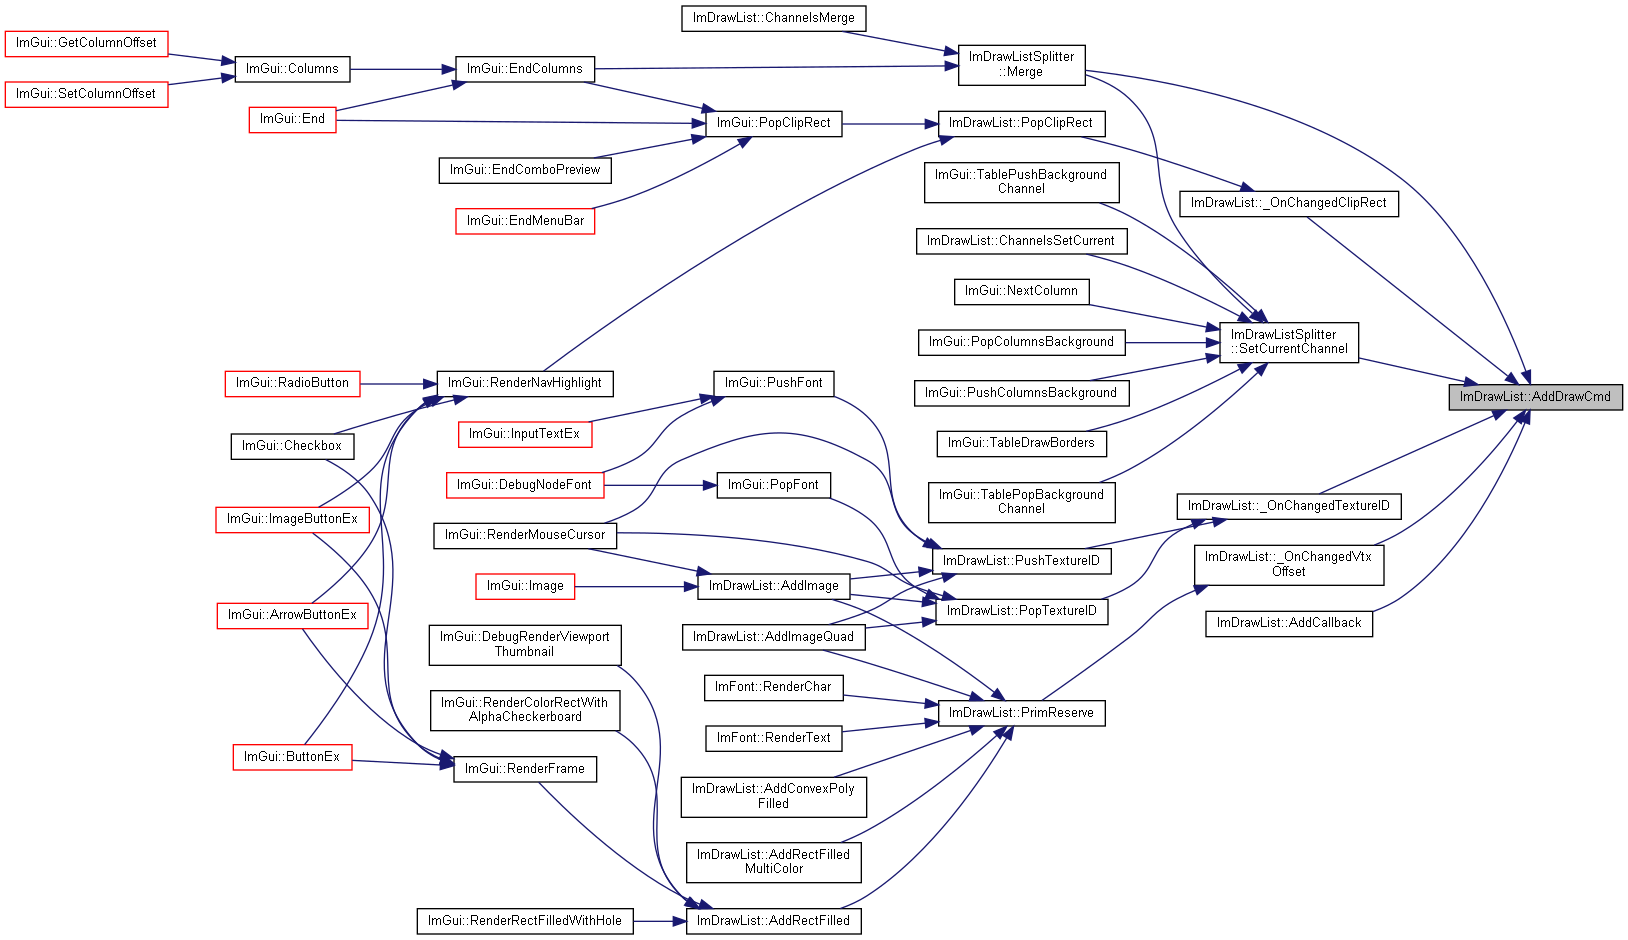 ImDrawList::ChannelsMerge
ImGui::GetColumnOffset
ImGui::Columns
ImGui::EndColumns
ImDrawListSplitter
::Merge
ImGui::SetColumnOffset
ImGui::End
ImGui::PopClipRect
ImDrawList::PopClipRect
ImGui::EndComboPreview
ImGui::TablePushBackground
Channel
ImGui::EndMenuBar
ImDrawList::_OnChangedClipRect
ImDrawList::ChannelsSetCurrent
ImGui::NextColumn
ImGui::PopColumnsBackground
ImDrawListSplitter
::SetCurrentChannel
ImGui::RadioButton
ImGui::RenderNavHighlight
ImGui::PushFont
ImGui::PushColumnsBackground
ImDrawList::AddDrawCmd
ImGui::Checkbox
ImGui::InputTextEx
ImGui::TableDrawBorders
ImGui::DebugNodeFont
ImGui::PopFont
ImGui::TablePopBackground
Channel
ImDrawList::_OnChangedTextureID
ImGui::ImageButtonEx
ImGui::RenderMouseCursor
ImDrawList::PushTextureID
ImDrawList::_OnChangedVtx
Offset
ImGui::Image
ImDrawList::AddImage
ImGui::ArrowButtonEx
ImDrawList::PopTextureID
ImDrawList::AddCallback
ImGui::DebugRenderViewport
Thumbnail
ImDrawList::AddImageQuad
ImFont::RenderChar
ImGui::RenderColorRectWith
AlphaCheckerboard
ImDrawList::PrimReserve
ImFont::RenderText
ImGui::ButtonEx
ImGui::RenderFrame
ImDrawList::AddConvexPoly
Filled
ImDrawList::AddRectFilled
MultiColor
ImGui::RenderRectFilledWithHole
ImDrawList::AddRectFilled